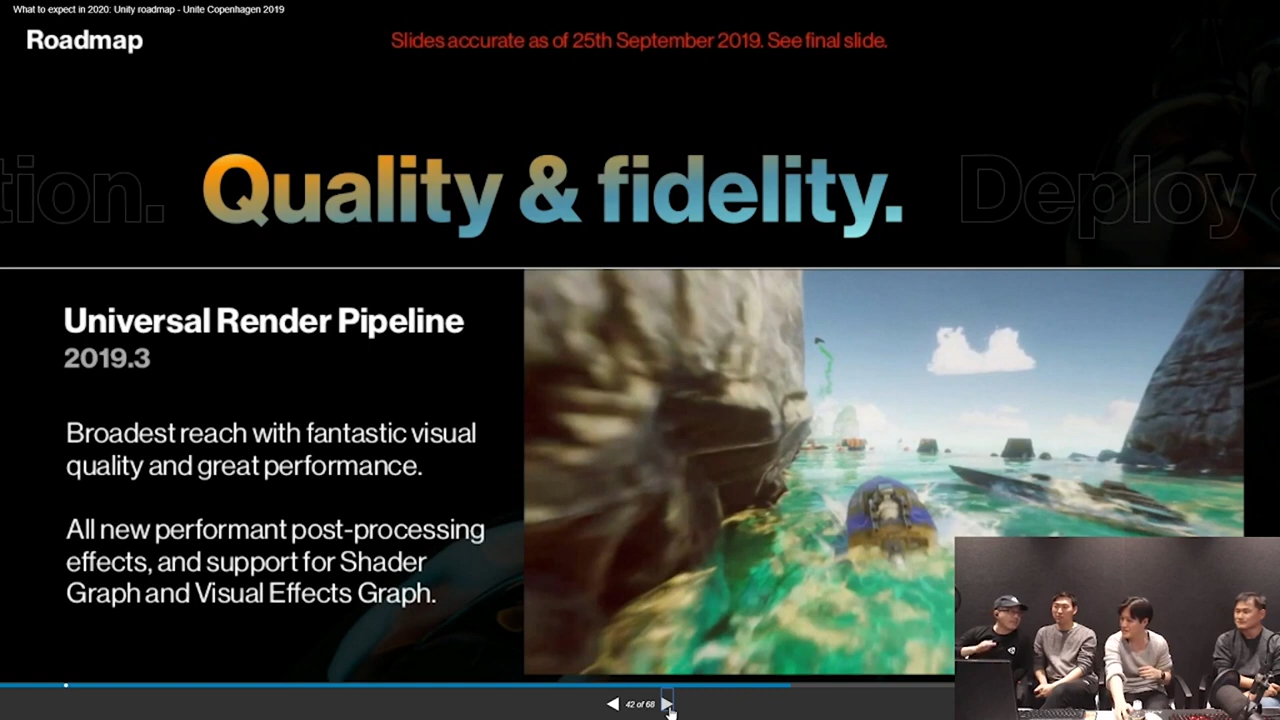 What to expect in 2020: Unity roadmap - Unite Copenhagen 2019
Roadmap
Slides accurate as of 25th September 2019. See final slide.
tion. Quality & fidelity. Deploy &
Universal Render Pipeline
2019.3
Broadest reach with fantastic visual
quality and great performance.
All new performant post-processing
effects, and support for Shader
Graph and Visual Effects Graph.
42 of 68